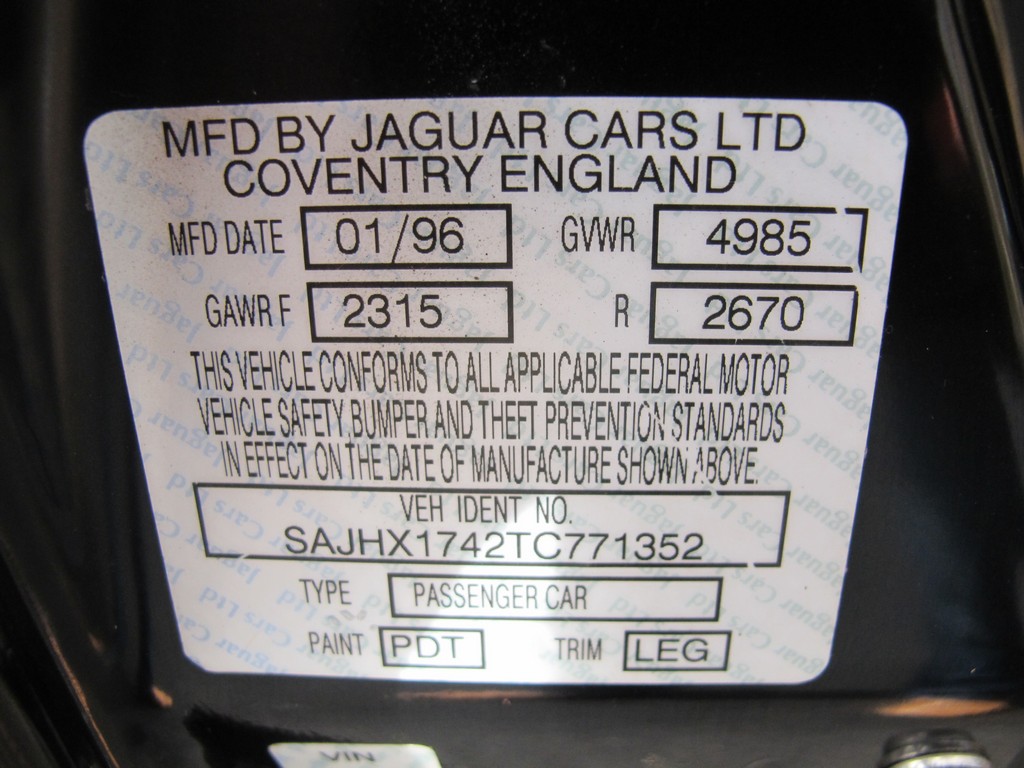 MFD BY JAGUAR CARS LTD
COVENTRY ENGLAND
MFD DATE 01/96 GVWR 4985
GAWR F 2315 R 2670
THIS VEHICLE CONFORMS TO ALL APPLICABLE FEDERAL MOTOR
VEHICLE SAFETY BUMPER AND THEFT PREVENTION STANDARDS
IN EFFECT ON THE DATE OF MANUFACTURE SHOWN ABOVE.
VEH IDENT NO.
SAJHX1742TC771352
TYPE PASSENGER CAR
PAINT PDT TRIM LEG
VIN